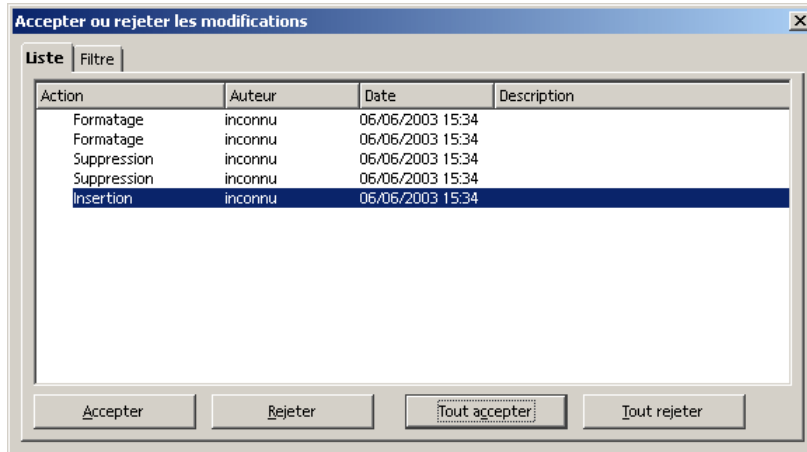 Accepter ou rejeter les modifications
Liste Filtre
Action Auteur Date Description
Formatage inconnu 06/06/2003 15:34
Formatage inconnu 06/06/2003 15:34
Suppression inconnu 06/06/2003 15:34
Suppression inconnu 06/06/2003 15:34
Insertion inconnu 06/06/2003 15:34
Accepter Rejeter Tout accepter Tout rejeter